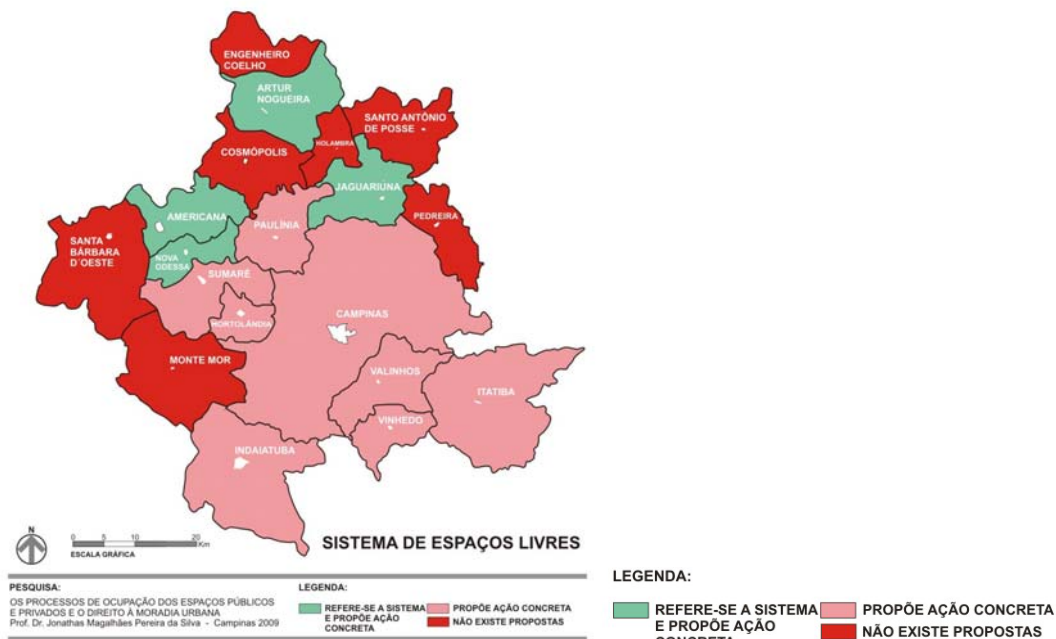 ENGENHEIRO
COELHO
ARTUR
NOGUEIRA
SANTO ANTÔNIO
DE POSSE
HOLAMBRA
COSMÓPOLIS
JAGUARIÚNA
AMERICANA
PEDREIRA
PAULÍNIA
SANTA
BÁRBARA
D'OESTE
NOVA
ODESSA
SUMARÉ
CAMPINAS
HORTOLÂNDIA
MONTE MOR
VALINHOS
ITATIBA
VINHEDO
INDAIATUBA
N
0 5 10 20
Km
ESCALA GRÁFICA
SISTEMA DE ESPAÇOS LIVRES
PESQUISA:
OS PROCESSOS DE OCUPAÇÃO DOS ESPAÇOS PÚBLICOS
E PRIVADOS E O DIREITO À MORADIA URBANA
Prof. Dr. Jonathas Magalhães Pereira da Silva - Campinas 2009
LEGENDA:
REFERE-SE A SISTEMA
E PROPÕE AÇÃO
CONCRETA
PROPÕE AÇÃO CONCRETA
NÃO EXISTE PROPOSTAS
LEGENDA:
REFERE-SE A SISTEMA
E PROPÕE AÇÃO
CONCRETA
PROPÕE AÇÃO CONCRETA
NÃO EXISTE PROPOSTAS